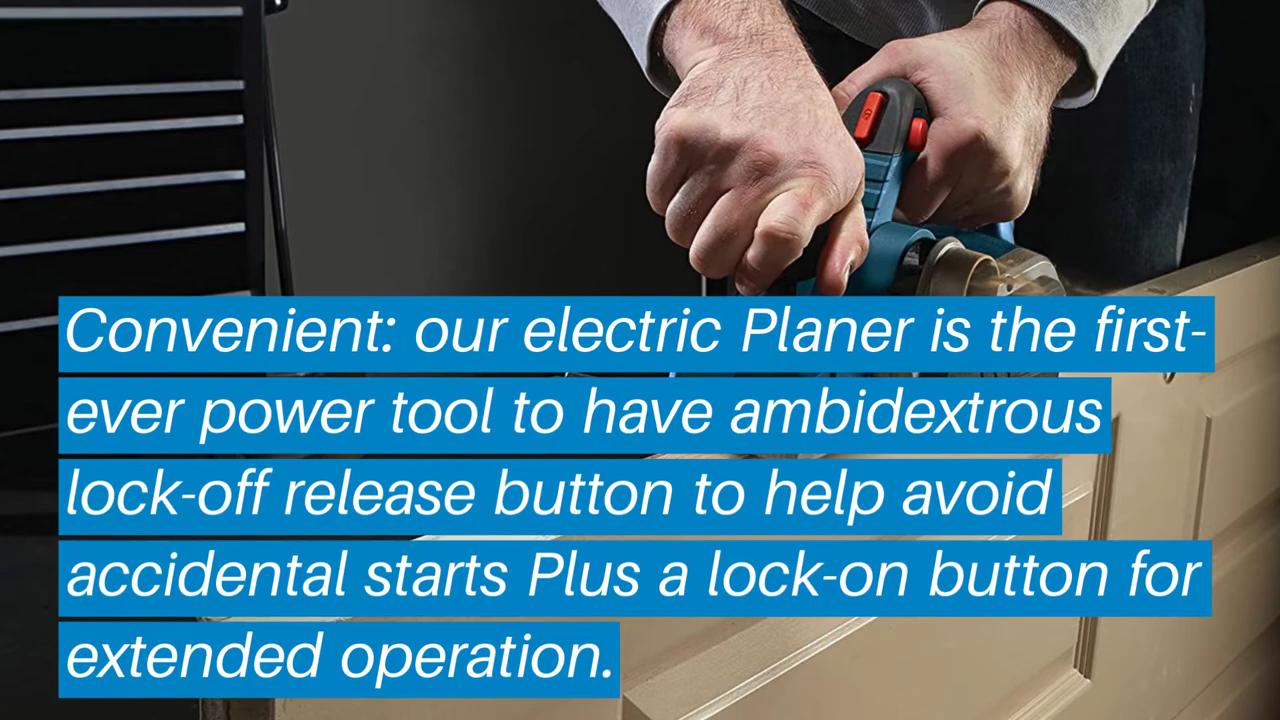 Convenient: our electric Planer is the first-
ever power tool to have ambidextrous
lock-off release button to help avoid
accidental starts Plus a lock-on button for
extended operation.